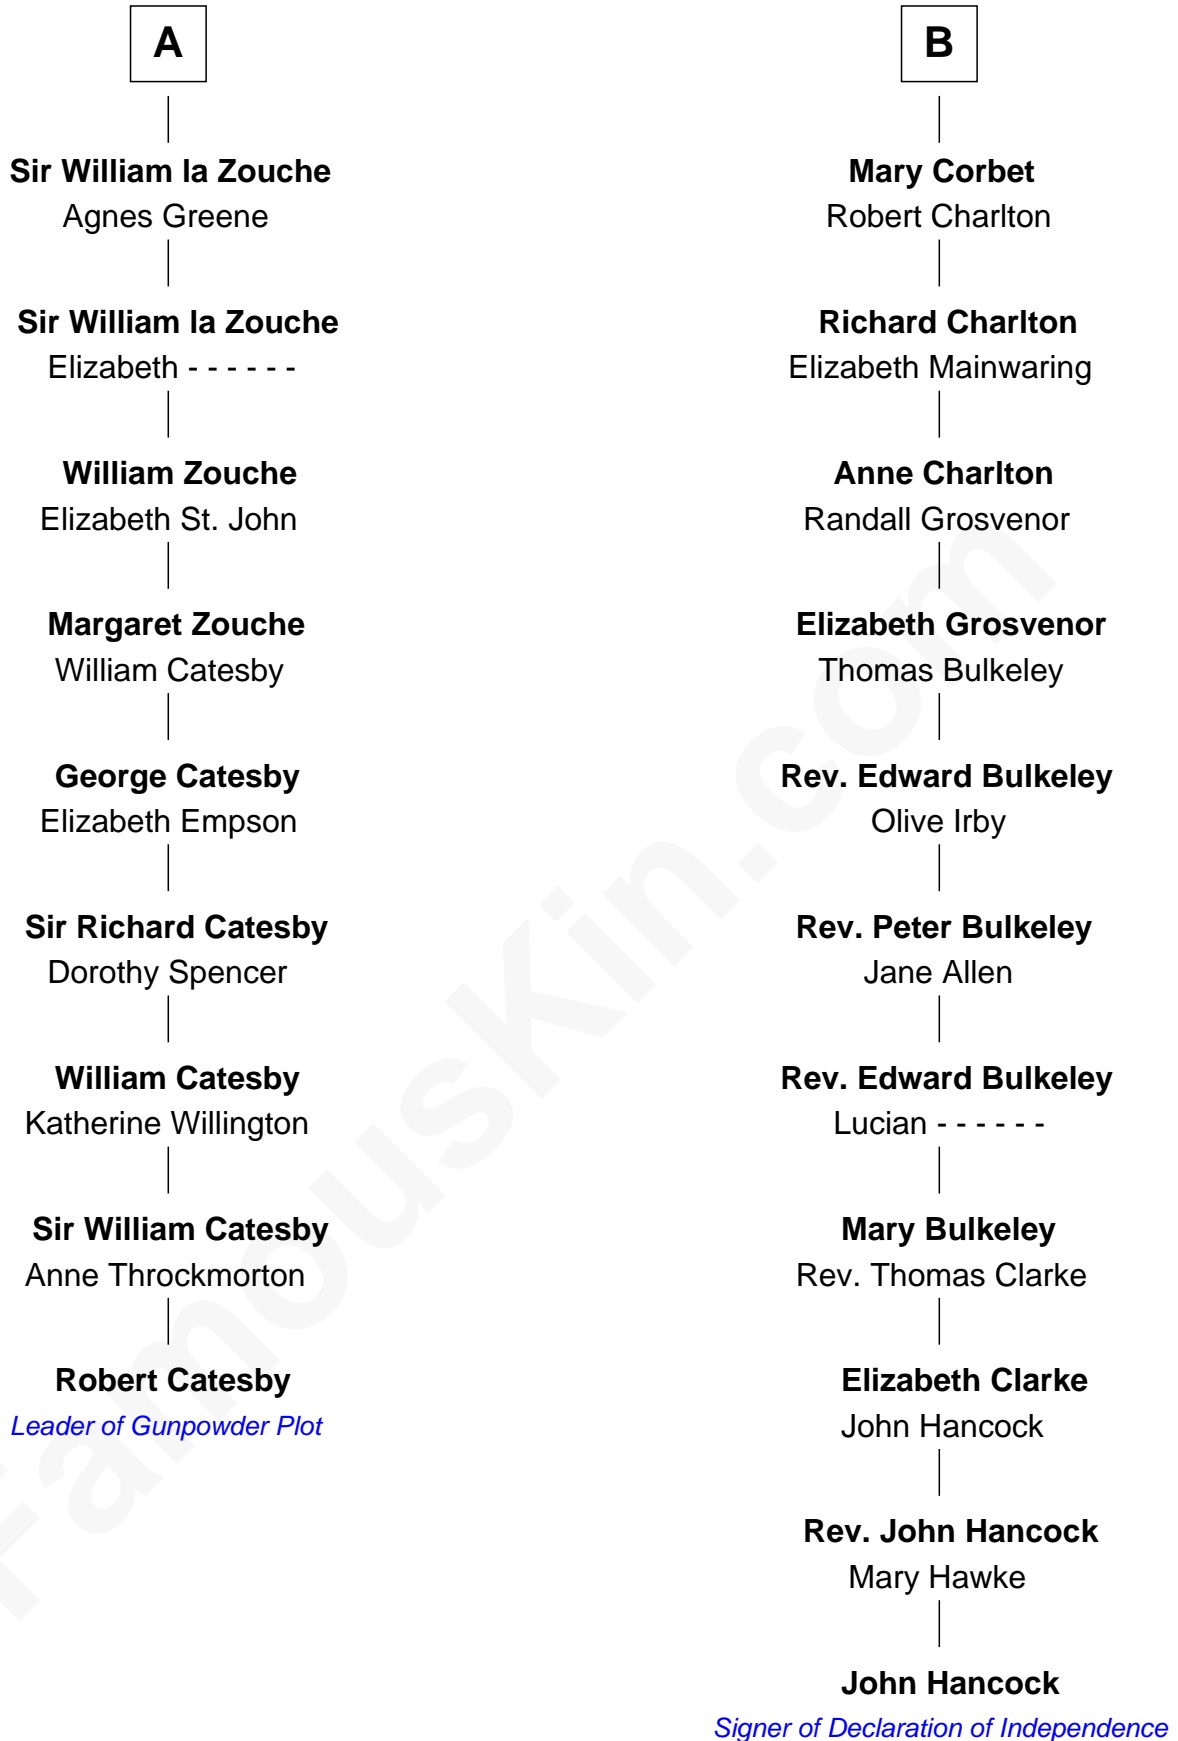 A
Sir William la Zouche
Agnes Greene
Sir William la Zouche
Elizabeth - - - - - -
William Zouche
Elizabeth St. John
Margaret Zouche
William Catesby
George Catesby
Elizabeth Empson
Sir Richard Catesby
Dorothy Spencer
William Catesby
Katherine Willington
Sir William Catesby
Anne Throckmorton
Robert Catesby
Leader of Gunpowder Plot
B
Mary Corbet
Robert Charlton
Richard Charlton
Elizabeth Mainwaring
Anne Charlton
Randall Grosvenor
Elizabeth Grosvenor
Thomas Bulkeley
Rev. Edward Bulkeley
Olive Irby
Rev. Peter Bulkeley
Jane Allen
Rev. Edward Bulkeley
Lucian - - - - - -
Mary Bulkeley
Rev. Thomas Clarke
Elizabeth Clarke
John Hancock
Rev. John Hancock
Mary Hawke
John Hancock
Signer of Declaration of Independence
FamousKin.com